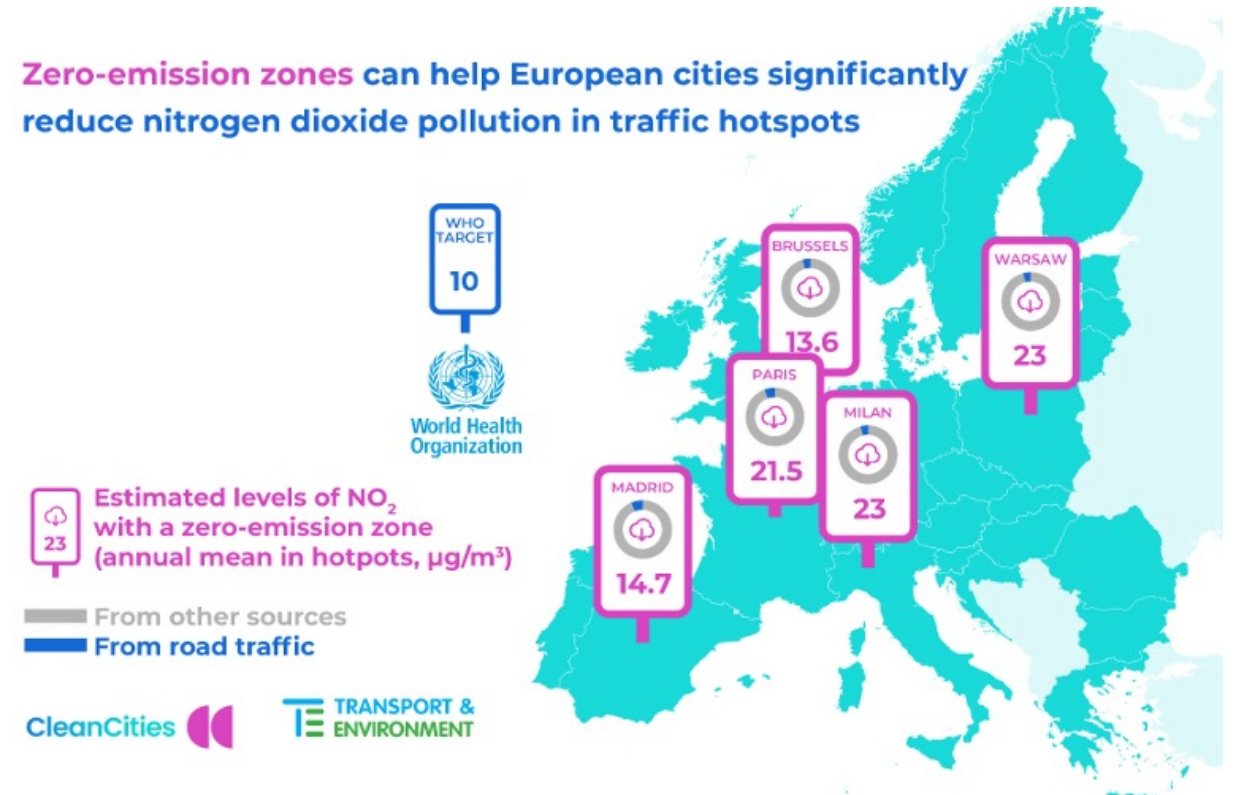 Zero-emission zones can help European cities significantly
reduce nitrogen dioxide pollution in traffic hotspots
WHO
TARGET
10
World Health
Organization
BRUSSELS
13.6
WARSAW
23
PARIS
21.5
MILAN
23
MADRID
14.7
23
Estimated levels of NO₂
with a zero-emission zone
(annual mean in hotpots, µg/m³)
From other sources
From road traffic
CleanCities
TE
TRANSPORT &
ENVIRONMENT